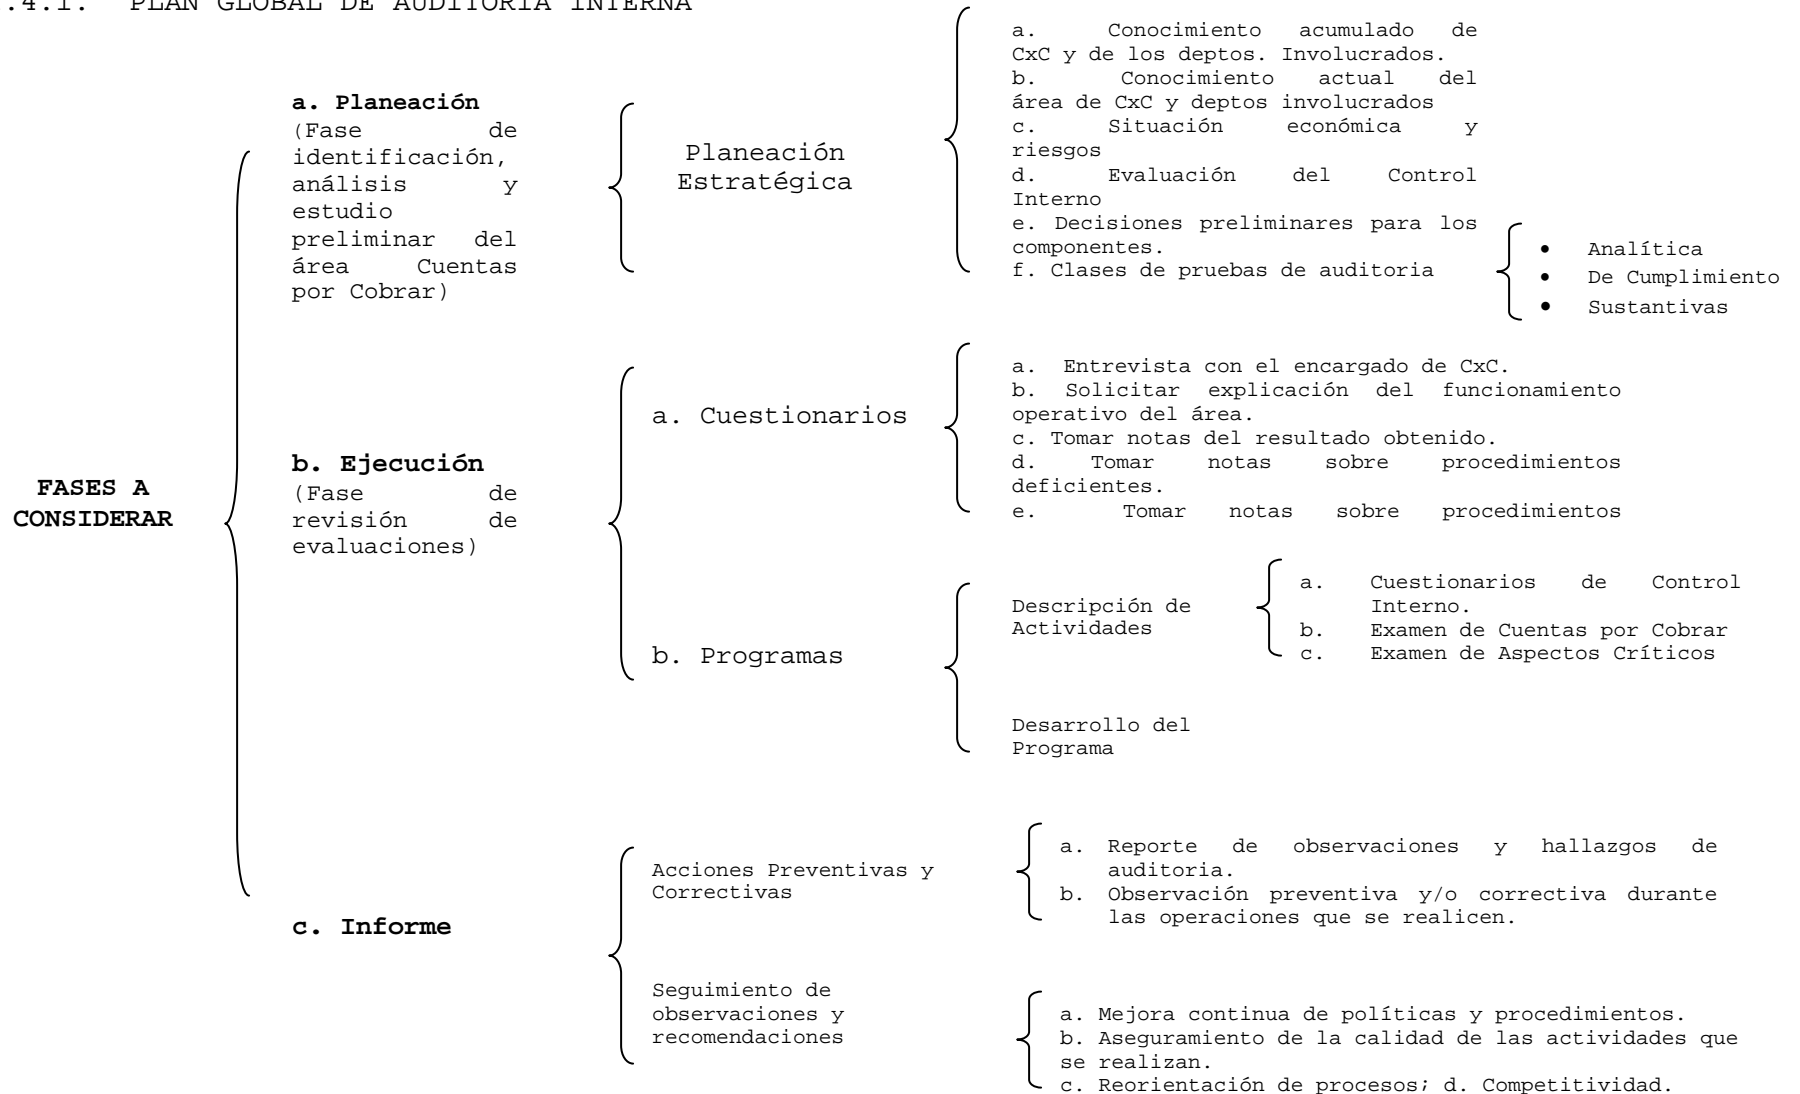 .4.1. PLAN GLOBAL DE AUDITORIA INTERNA
FASES A
CONSIDERAR
a. Planeación
(Fase de
identificación,
análisis y
estudio
preliminar del
área Cuentas
por Cobrar)
Planeación
Estratégica
a. Conocimiento acumulado de
CxC y de los deptos. Involucrados.
b. Conocimiento actual del
área de CxC y deptos involucrados
c. Situación económica y
riesgos
d. Evaluación del Control
Interno
e. Decisiones preliminares para los
componentes.
f. Clases de pruebas de auditoria
• Analítica
• De Cumplimiento
• Sustantivas
b. Ejecución
(Fase de
revisión de
evaluaciones)
a. Cuestionarios
a. Entrevista con el encargado de CxC.
b. Solicitar explicación del funcionamiento
operativo del área.
c. Tomar notas del resultado obtenido.
d. Tomar notas sobre procedimientos
deficientes.
e. Tomar notas sobre procedimientos
b. Programas
Descripción de
Actividades
a. Cuestionarios de Control
Interno.
b. Examen de Cuentas por Cobrar
c. Examen de Aspectos Críticos
Desarrollo del
Programa
c. Informe
Acciones Preventivas y
Correctivas
a. Reporte de observaciones y hallazgos de
auditoria.
b. Observación preventiva y/o correctiva durante
las operaciones que se realicen.
Seguimiento de
observaciones y
recomendaciones
a. Mejora continua de políticas y procedimientos.
b. Aseguramiento de la calidad de las actividades que
se realizan.
c. Reorientación de procesos; d. Competitividad.